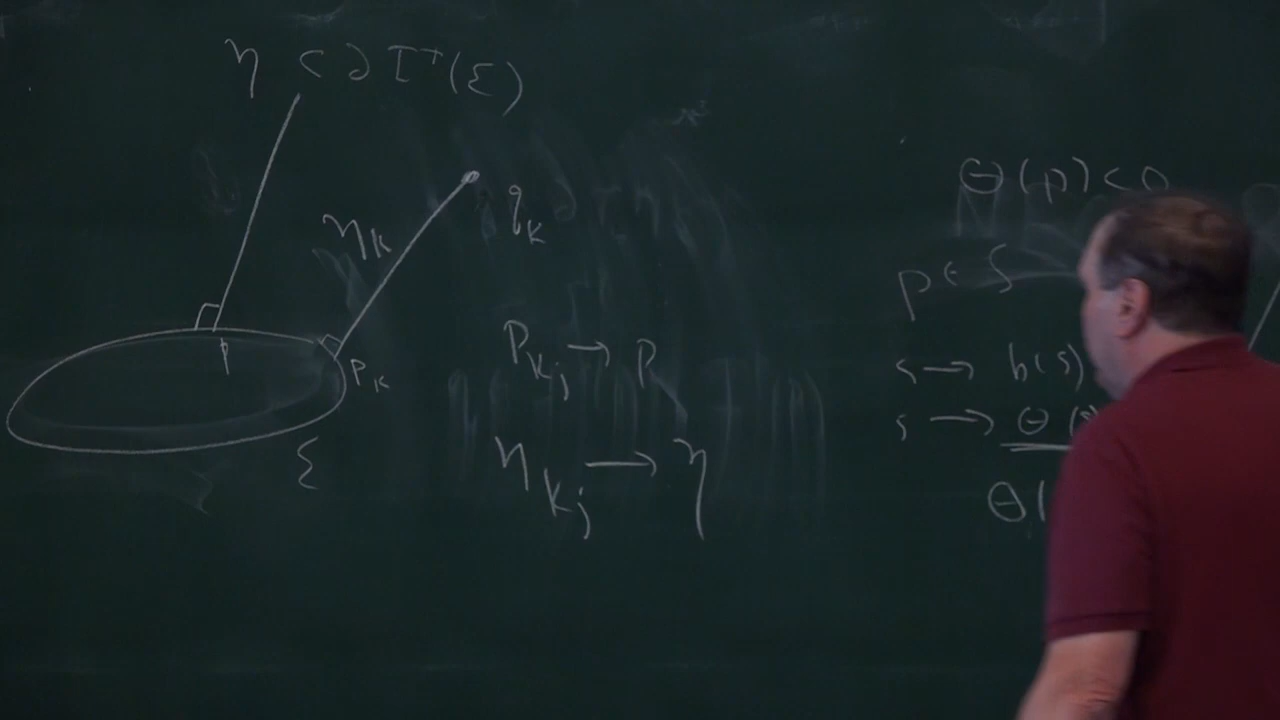 η ⊂ ∂I⁺(Σ)
q_k
η_k
p
p_k
Σ
p_{k_j} → p
η_{k_j} → η
θ(p) < 0
p ∈ S
s → b(s)
s → θ(
θ(